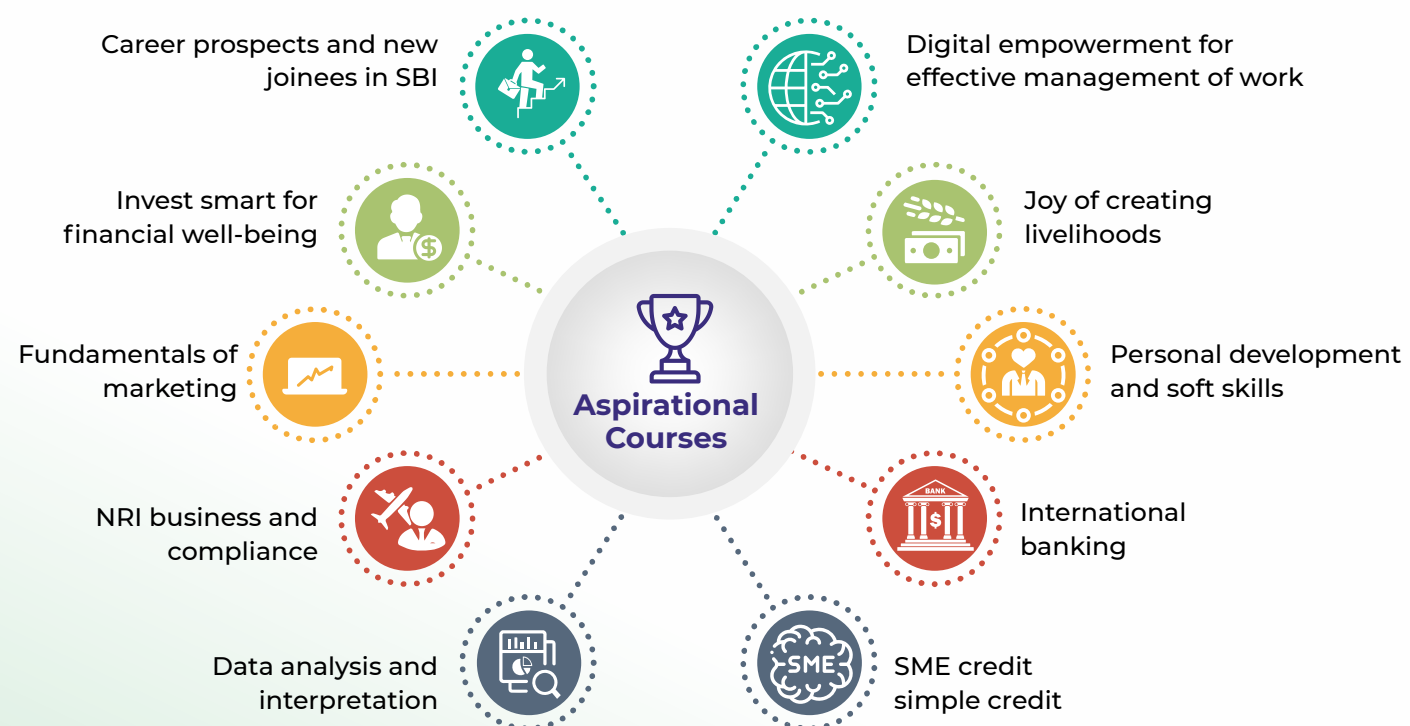 Career prospects and new
joinees in SBI
Digital empowerment for
effective management of work
Invest smart for
financial well-being
Joy of creating
livelihoods
Fundamentals of
marketing
Aspirational
Courses
Personal development
and soft skills
NRI business and
compliance
BANK
$
International
banking
Data analysis and
interpretation
SME
SME credit
simple credit